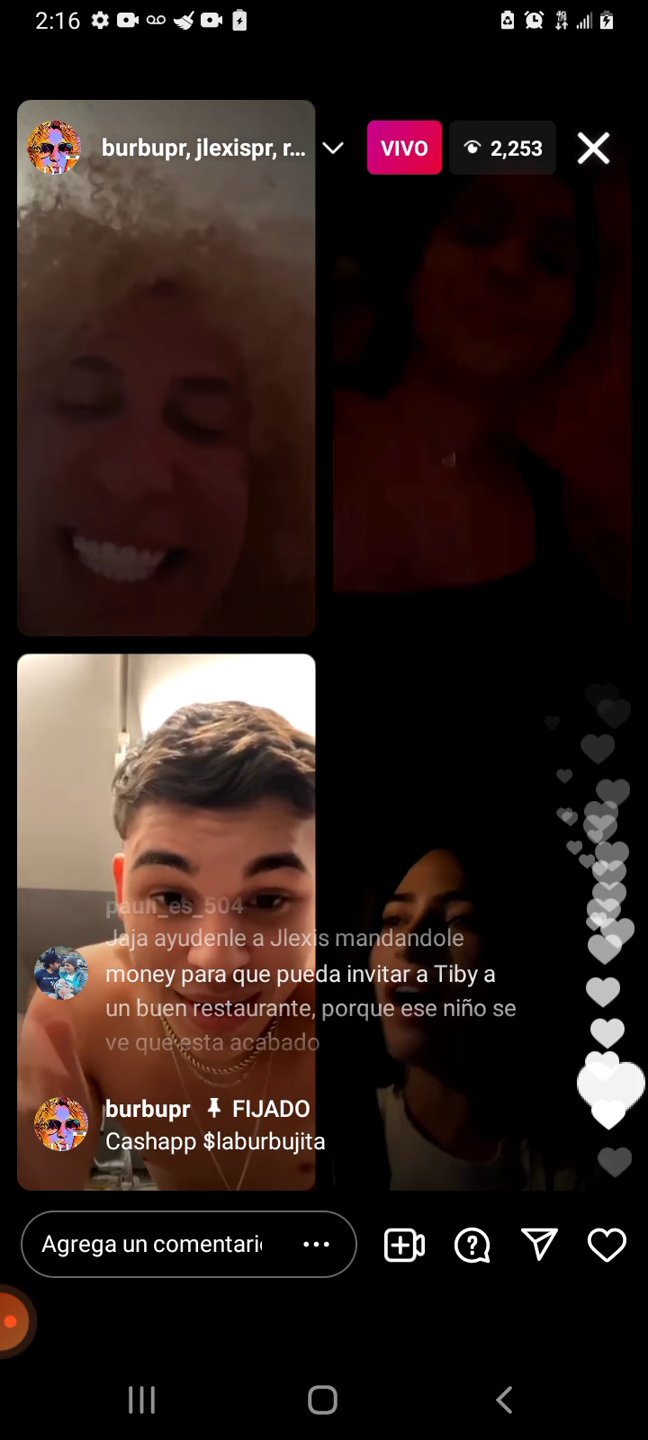 2:16
burbupr, jlexispr, r...
VIVO
2,253
pauh_es_504
Jaja ayudenle a Jlexis mandandole
money para que pueda invitar a Tiby a
un buen restaurante, porque ese niño se
ve que esta acabado
burbupr FIJADO
Cashapp $laburbujita
Agrega un comentari